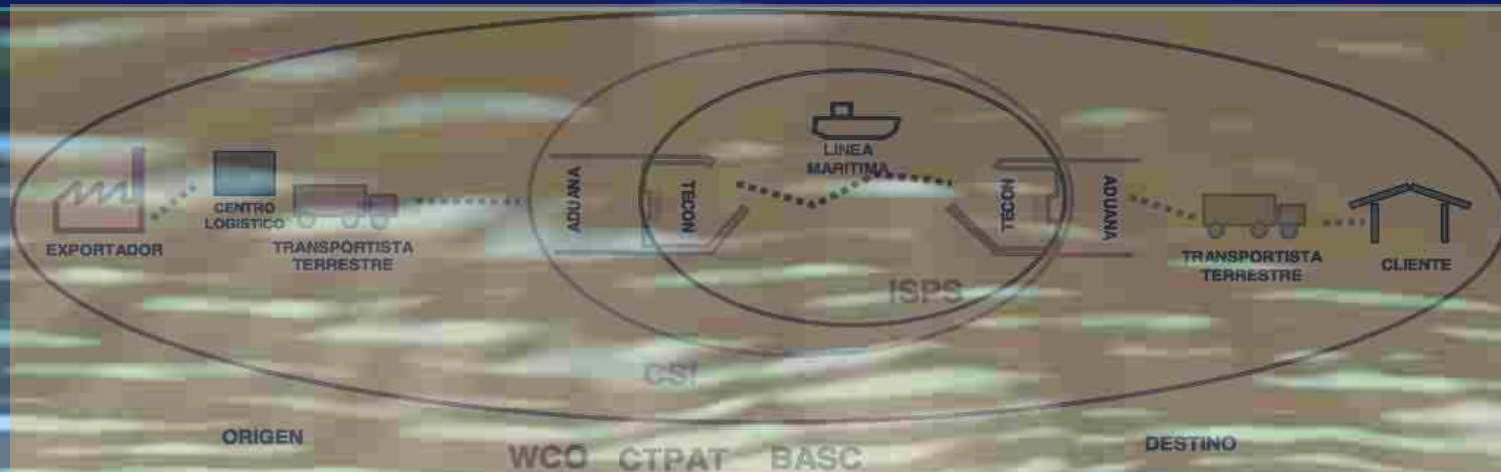 LINEA
MARITIMA
EXPORTADOR
CENTRO
LOGISTICO
TRANSPORTISTA
TERRESTRE
ADUANA
TECON
TECON
ADUANA
TRANSPORTISTA
TERRESTRE
CLIENTE
ISPS
CSI
ORIGEN
DESTINO
WCO CTPAT BASC